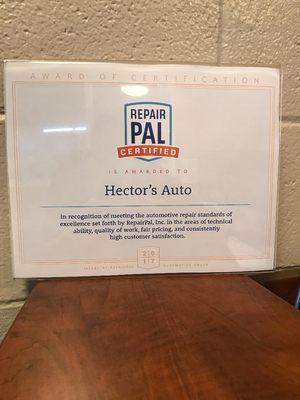 AWARD OF CERTIFICATION
REPAIR
PAL
CERTIFIED
IS AWARDED TO
Hector's Auto
In recognition of meeting the automotive repair standards of
excellence set forth by RepairPal, Inc. in the areas of technical
ability, quality of work, fair pricing, and consistently
high customer satisfaction.
20
17